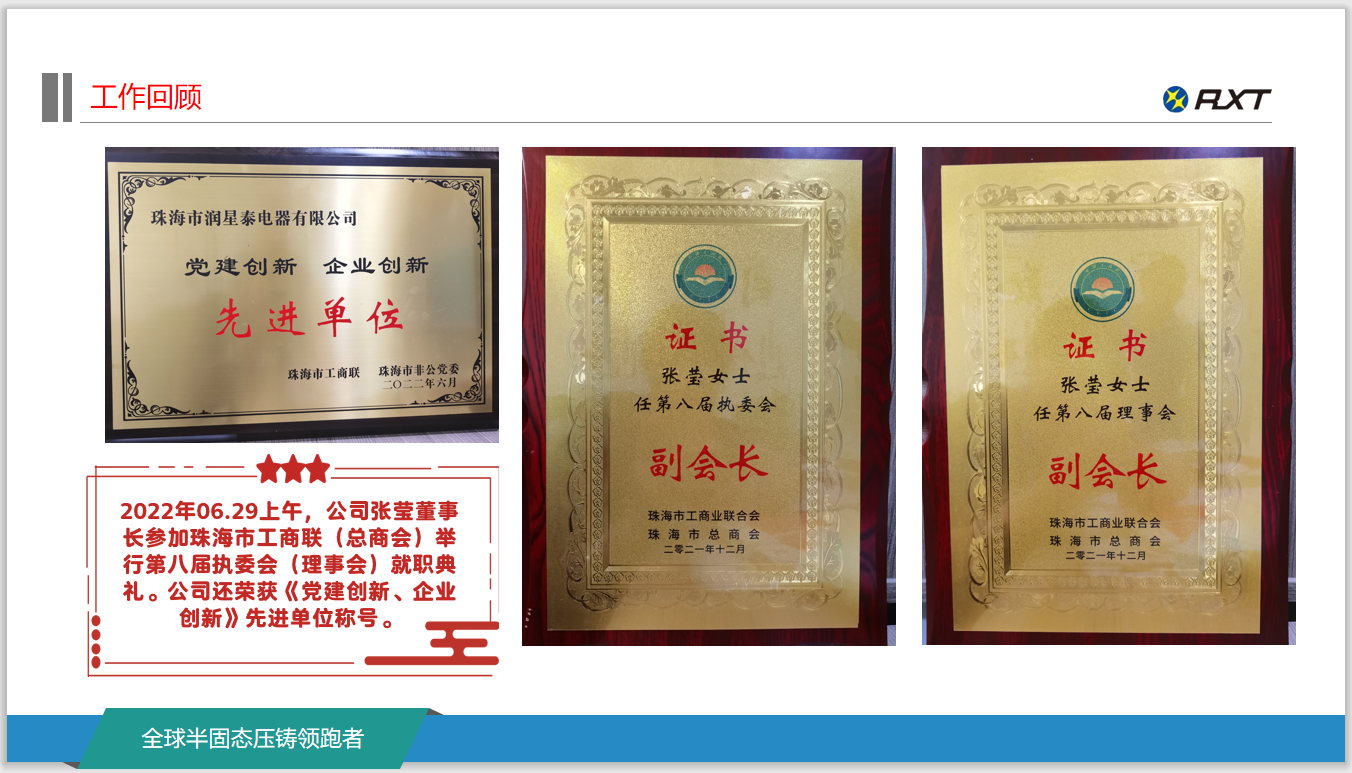 工作回顾
RXT
珠海市润星泰电器有限公司
党建创新 企业创新
先进单位
珠海市工商联 珠海市非公党委
二〇二二年六月
2022年06.29上午，公司张莹董事
长参加珠海市工商联（总商会）举
行第八届执委会（理事会）就职典
礼。公司还荣获《党建创新、企业
创新》先进单位称号。
证书
张莹女士
任第八届执委会
副会长
珠海市工商业联合会
珠海市总商会
二零二一年十二月
证书
张莹女士
任第八届理事会
副会长
珠海市工商业联合会
珠海市总商会
二零二一年十二月
全球半固态压铸领跑者